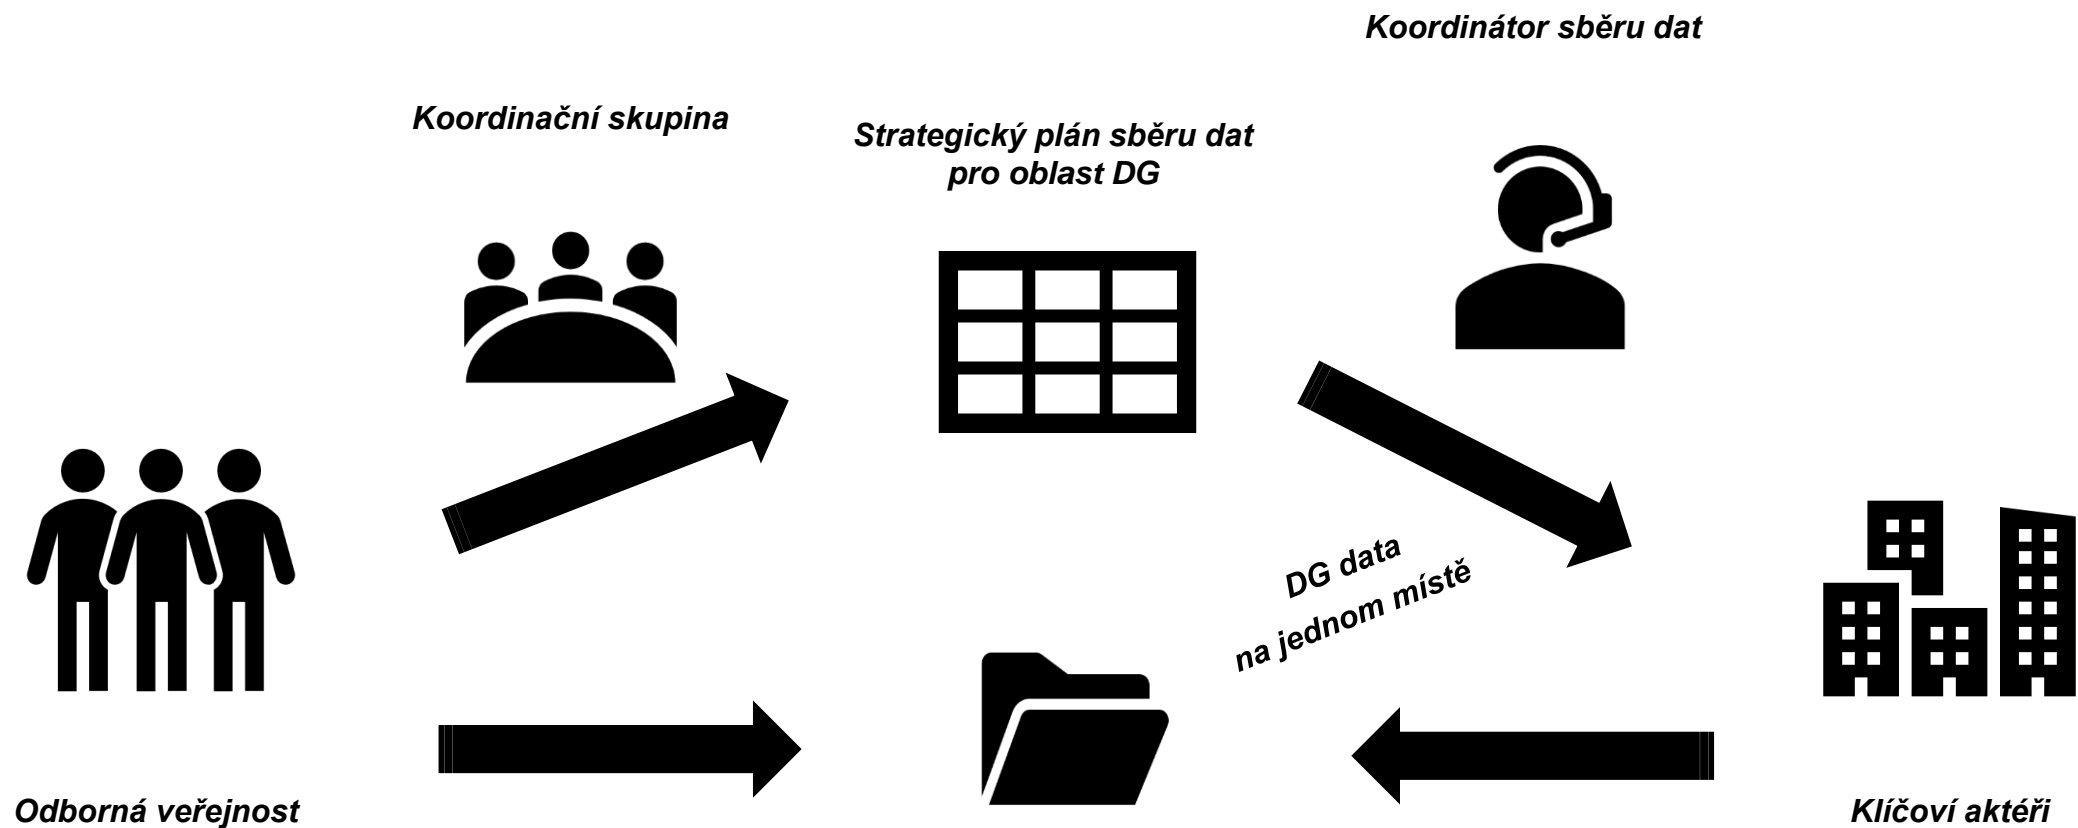 Koordinátor sběru dat
Koordinační skupina
Strategický plán sběru dat
pro oblast DG
DG data
na jednom místě
Odborná veřejnost
Klíčoví aktéři